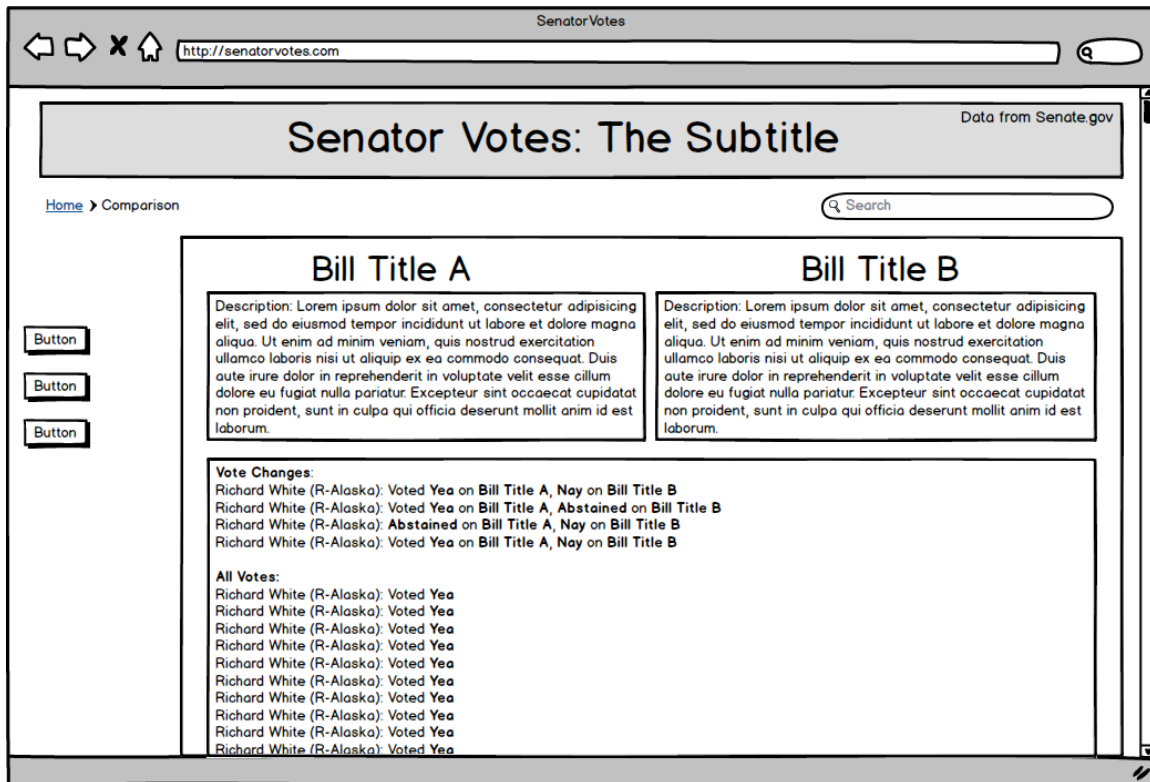 SenatorVotes
http://senatorvotes.com
Data from Senate.gov
Senator Votes: The Subtitle
Home > Comparison
Search
Bill Title A
Bill Title B
Description: Lorem ipsum dolor sit amet, consectetur adipisicing
elit, sed do eiusmod tempor incididunt ut labore et dolore magna
aliqua. Ut enim ad minim veniam, quis nostrud exercitation
ullamco laboris nisi ut aliquip ex ea commodo consequat. Duis
aute irure dolor in reprehenderit in voluptate velit esse cillum
dolore eu fugiat nulla pariatur. Excepteur sint occaecat cupidatat
non proident, sunt in culpa qui officia deserunt mollit anim id est
laborum.
Description: Lorem ipsum dolor sit amet, consectetur adipisicing
elit, sed do eiusmod tempor incididunt ut labore et dolore magna
aliqua. Ut enim ad minim veniam, quis nostrud exercitation
ullamco laboris nisi ut aliquip ex ea commodo consequat. Duis
aute irure dolor in reprehenderit in voluptate velit esse cillum
dolore eu fugiat nulla pariatur. Excepteur sint occaecat cupidatat
non proident, sunt in culpa qui officia deserunt mollit anim id est
laborum.
Button
Button
Button
Vote Changes:
Richard White (R-Alaska): Voted Yea on Bill Title A, Nay on Bill Title B
Richard White (R-Alaska): Voted Yea on Bill Title A, Abstained on Bill Title B
Richard White (R-Alaska): Abstained on Bill Title A, Nay on Bill Title B
Richard White (R-Alaska): Voted Yea on Bill Title A, Nay on Bill Title B
All Votes:
Richard White (R-Alaska): Voted Yea
Richard White (R-Alaska): Voted Yea
Richard White (R-Alaska): Voted Yea
Richard White (R-Alaska): Voted Yea
Richard White (R-Alaska): Voted Yea
Richard White (R-Alaska): Voted Yea
Richard White (R-Alaska): Voted Yea
Richard White (R-Alaska): Voted Yea
Richard White (R-Alaska): Voted Yea
Richard White (R-Alaska): Voted Yea